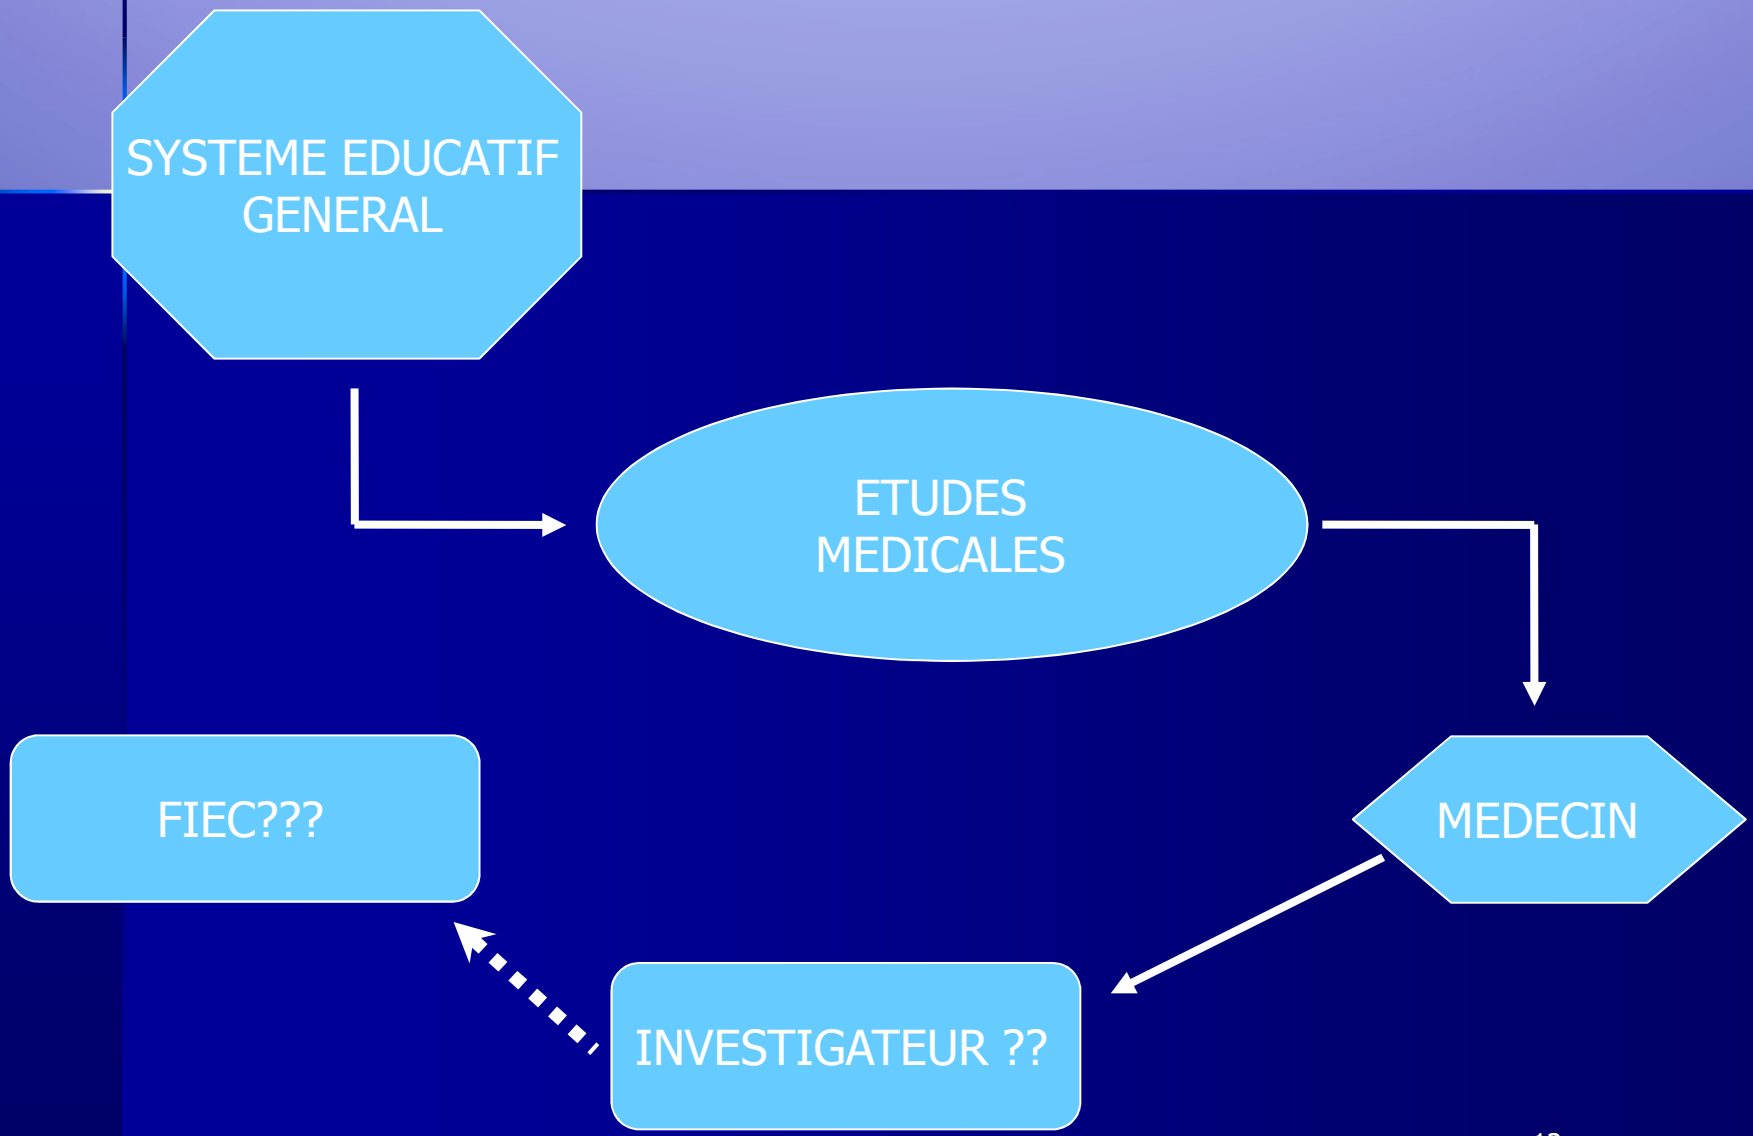 SYSTEME EDUCATIF
GENERAL
ETUDES
MEDICALES
MEDECIN
INVESTIGATEUR ??
FIEC???